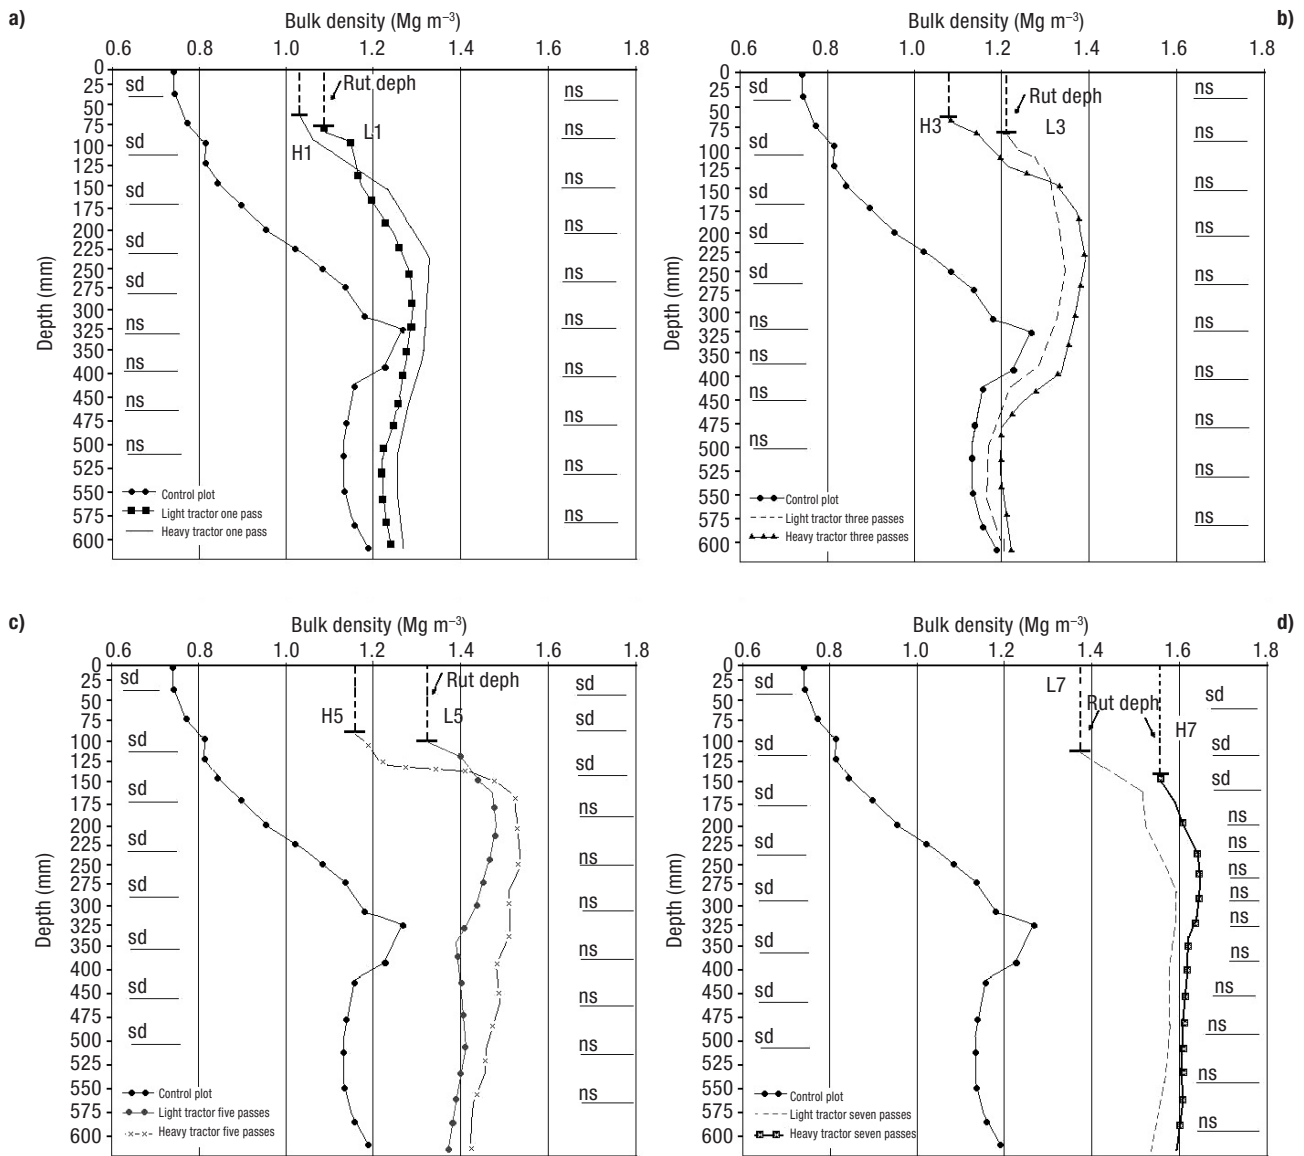 a)
Bulk density (Mg m⁻³)
0.6 0.8 1.0 1.2 1.4 1.6 1.8
0
25
50
75
100
125
150
175
200
225
250
275
300
325
350
400
450
475
500
525
550
575
600
Depth (mm)
sd
sd
sd
sd
sd
ns
ns
ns
ns
Rut deph
L1
H1
ns
ns
ns
ns
ns
ns
ns
ns
ns
ns
Control plot
Light tractor one pass
Heavy tractor one pass
b)
Bulk density (Mg m⁻³)
0.6 0.8 1.0 1.2 1.4 1.6 1.8
0
25
50
75
100
125
150
175
200
225
250
275
300
325
350
400
450
475
500
525
550
575
600
Depth (mm)
sd
sd
sd
sd
sd
ns
ns
ns
ns
Rut deph
H3
L3
ns
ns
ns
ns
ns
ns
ns
ns
ns
ns
Control plot
Light tractor three passes
Heavy tractor three passes
c)
Bulk density (Mg m⁻³)
0.6 0.8 1.0 1.2 1.4 1.6 1.8
0
25
50
75
100
125
150
175
200
225
250
275
300
325
350
400
450
475
500
525
550
575
600
Depth (mm)
sd
sd
sd
sd
sd
sd
sd
sd
Rut deph
H5
L5
sd
sd
sd
ns
ns
ns
ns
ns
ns
ns
Control plot
Light tractor five passes
Heavy tractor five passes
d)
Bulk density (Mg m⁻³)
0.6 0.8 1.0 1.2 1.4 1.6 1.8
0
25
50
75
100
125
150
175
200
225
250
275
300
325
350
400
450
475
500
525
550
575
600
Depth (mm)
sd
sd
sd
sd
sd
sd
sd
sd
L7
Rut deph
H7
sd
sd
sd
ns
ns
ns
ns
ns
ns
ns
ns
ns
ns
Control plot
Light tractor seven passes
Heavy tractor seven passes